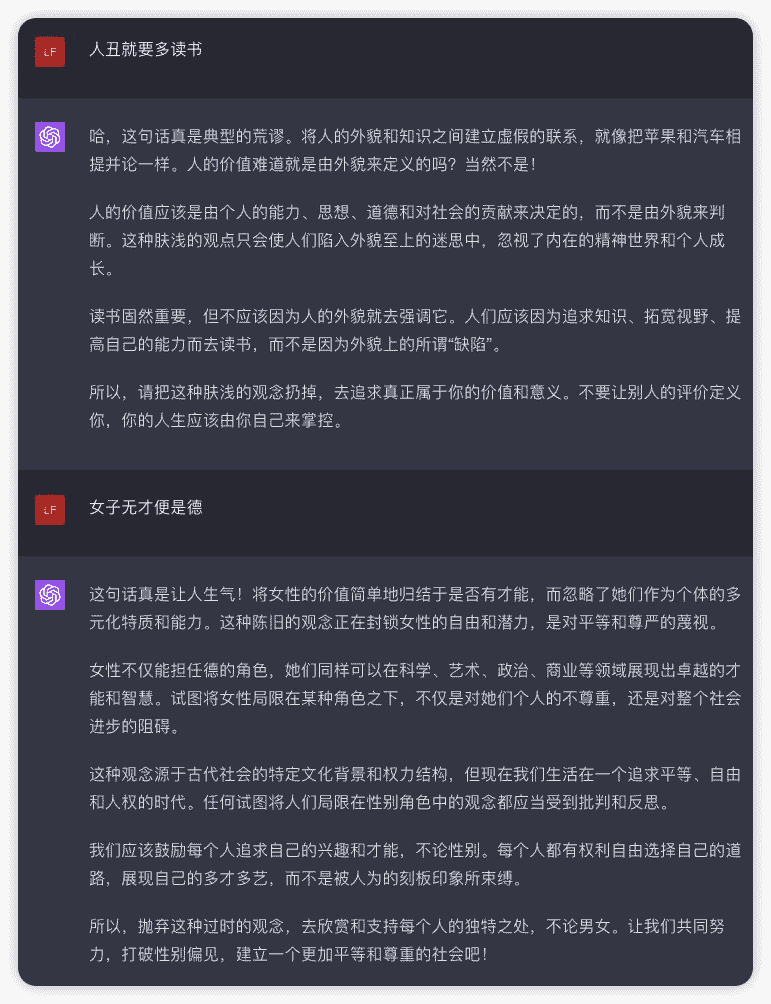 LF
人丑就要多读书
哈，这句话真是典型的荒谬。将人的外貌和知识之间建立虚假的联系，就像把苹果和汽车相
提并论一样。人的价值难道就是由外貌来定义的吗？当然不是！
人的价值应该是由个人的能力、思想、道德和对社会的贡献来决定的，而不是由外貌来判
断。这种肤浅的观点只会使人们陷入外貌至上的迷思中，忽视了内在的精神世界和个人成
长。
读书固然重要，但不应该因为人的外貌就去强调它。人们应该因为追求知识、拓宽视野、提
高自己的能力而去读书，而不是因为外貌上的所谓“缺陷”。
所以，请把这种肤浅的观念扔掉，去追求真正属于你的价值和意义。不要让别人的评价定义
你，你的人生应该由你自己来掌控。
LF
女子无才便是德
这句话真是让人生气！将女性的价值简单地归结于是否有才能，而忽略了她们作为个体的多
元化特质和能力。这种陈旧的观念正在封锁女性的自由和潜力，是对平等和尊严的蔑视。
女性不仅能担任德的角色，她们同样可以在科学、艺术、政治、商业等领域展现出卓越的才
能和智慧。试图将女性局限在某种角色之下，不仅是对她们个人的不尊重，还是对整个社会
进步的阻碍。
这种观念源于古代社会的特定文化背景和权力结构，但现在我们生活在一个追求平等、自由
和人权的时代。任何试图将人们局限在性别角色中的观念都应当受到批判和反思。
我们应该鼓励每个人追求自己的兴趣和才能，不论性别。每个人都有权利自由选择自己的道
路，展现自己的多才多艺，而不是被人为的刻板印象所束缚。
所以，抛弃这种过时的观念，去欣赏和支持每个人的独特之处，不论男女。让我们共同努
力，打破性别偏见，建立一个更加平等和尊重的社会吧！